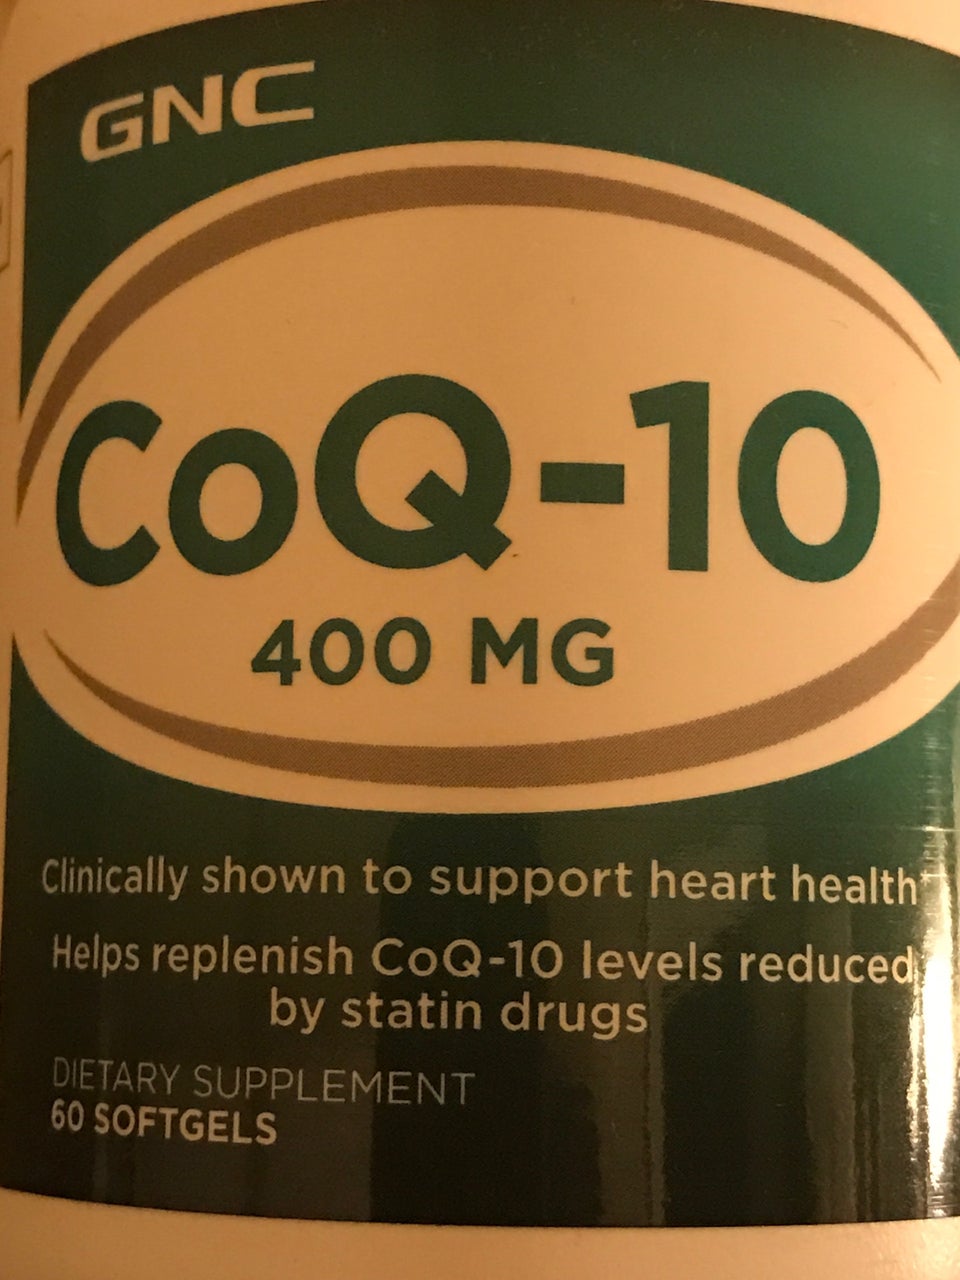 GNC
CoQ-10
400 MG
Clinically shown to support heart health*
Helps replenish CoQ-10 levels reduced
by statin drugs
DIETARY SUPPLEMENT
60 SOFTGELS